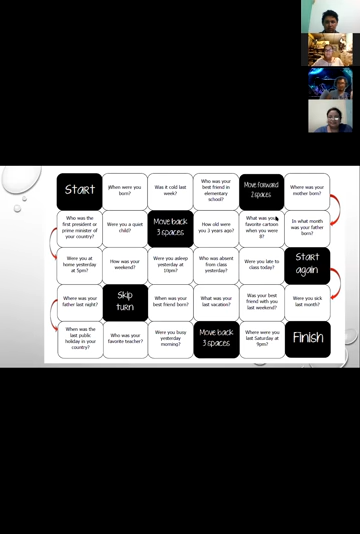 Start
When were you
born?
Was it cold last
week?
Who was your
best friend in
elementary
school?
Move forward
2 spaces
Where was your
mother born?
Who was the
first president or
prime minister of
your country?
Were you a quiet
child?
Move back
3 spaces
How old were
you 3 years ago?
What was your
favorite cartoon
when you were
8?
In what month
was your father
born?
Were you at
home yesterday
at 5pm?
How was your
weekend?
Were you asleep
yesterday at
10pm?
Who was absent
from class
yesterday?
Were you late to
class today?
Start
again
Where was your
father last night?
Skip
turn
When was your
best friend born?
What was your
last vacation?
Was your best
friend with you
last weekend?
Were you sick
last month?
When was the
last public
holiday in your
country?
Who was your
favorite teacher?
Were you busy
yesterday
morning?
Move back
3 spaces
Where were you
last Saturday at
9pm?
Finish